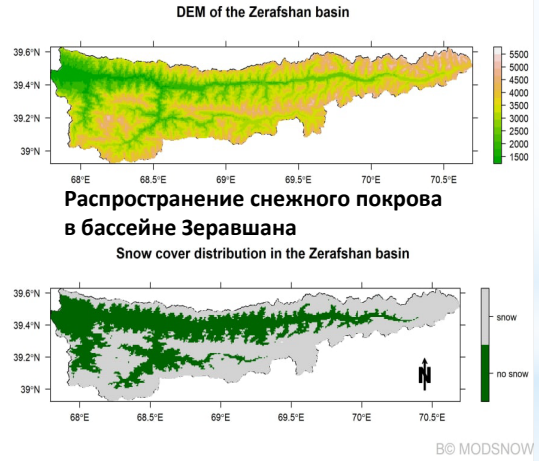 DEM of the Zerafshan basin
39.6°N
39.4°N
39.2°N
39°N
5500
5000
4500
4000
3500
3000
2500
2000
1500
68°E 68.5°E 69°E 69.5°E 70°E 70.5°E
Распространение снежного покрова
в бассейне Зеравшана
Snow cover distribution in the Zerafshan basin
39.6°N
39.4°N
39.2°N
39°N
snow
no snow
N
68°E 68.5°E 69°E 69.5°E 70°E 70.5°E
B© MODSNOW